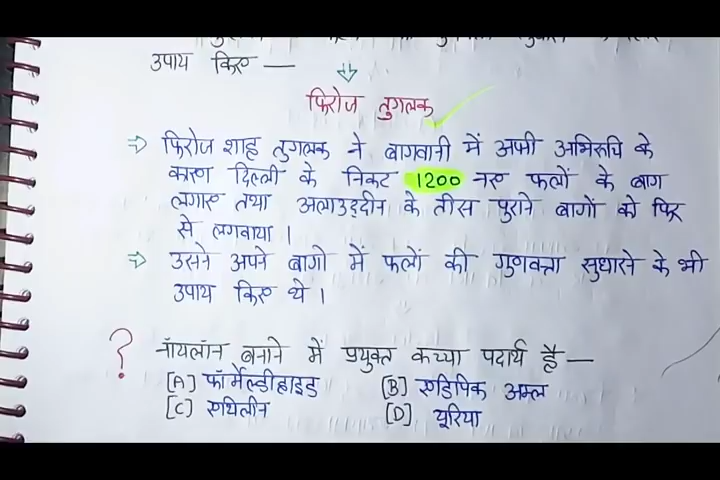 उपाय किए —
फिरोज तुगलक
⇒ फिरोज शाह तुगलक ने बागवानी में अपनी अभिरुचि के
कारण दिल्ली के निकट 1200 नए फलों के बाग
लगाए तथा अलाउद्दीन के तीस पुराने बागों को फिर
से लगवाया ।
⇒ उसने अपने बागो में फलों की गुणवत्ता सुधारने के भी
उपाय किए थे ।
? नॉयलॉन बनाने में प्रयुक्त कच्चा पदार्थ है —
[A] फॉर्मेल्डीहाइड [B] एडिपिक अम्ल
[C] एथिलीन [D] यूरिया